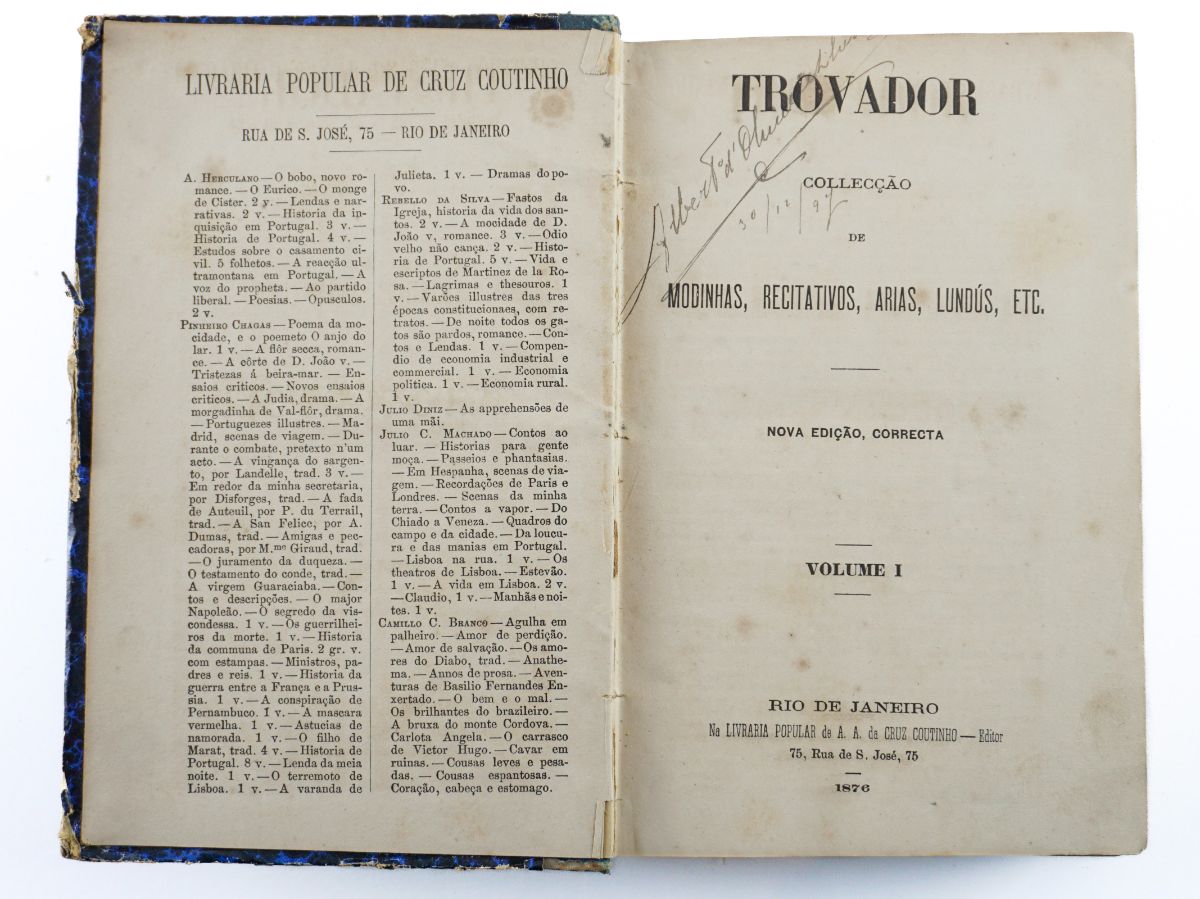 LIVRARIA POPULAR DE CRUZ COUTINHO
RUA DE S. JOSÉ, 75 — RIO DE JANEIRO
A. HERCULANO — O bobo, novo ro-
mance. — O Eurico. — O monge
de Cister. 2 v. — Lendas e nar-
rativas. 2 v. — Historia da in-
quisição em Portugal. 3 v. —
Historia de Portugal. 4 v. —
Estudos sobre o casamento ci-
vil. 5 folhetos. — A reacção ul-
tramontana em Portugal. — A
voz do propheta. — Ao partido
liberal. — Poesias. — Opusculos.
2 v.
PINHEIRO CHAGAS — Poema da mo-
cidade, e o poemeto O anjo do
lar. 1 v. — A flôr secca, roman-
ce. — A côrte de D. João v. —
Tristezas á beira-mar. — En-
saios criticos. — Novos ensaios
criticos. — A Judia, drama. — A
morgadinha de Val-flôr, drama.
— Portuguezes illustres. — Ma-
drid, scenas de viagem. — Du-
rante o combate, pretexto n'um
acto. — A vingança do sargen-
to, por Landelle, trad. 3 v. —
Em redor da minha secretaria,
por Disforges, trad. — A fada
de Auteuil, por P. du Terrail,
trad. — A San Felice, por A.
Dumas, trad. — Amigas e pec-
cadoras, por M.me Giraud, trad.
— O juramento da duqueza. —
O testamento do conde, trad. —
A virgem Guaraciaba. — Con-
tos e descripções. — O major
Napoleão. — O segredo da vis-
condessa. 1 v. — Os guerrilhei-
ros da morte. 1 v. — Historia
da communa de Paris. 2 gr. v.
com estampas. — Ministros, pa-
dres e reis. 1 v. — Historia da
guerra entre a França e a Prus-
sia. 1 v. — A conspiração de
Pernambuco. 1 v. — A mascara
vermelha. 1 v. — Astucias de
namorada. 1 v. — O filho de
Marat, trad. 4 v. — Historia de
Portugal. 8 v. — Lenda da meia
noite. 1 v. — O terremoto de
Lisboa. 1 v. — A varanda de
Julieta. 1 v. — Dramas do po-
vo.
REBELLO DA SILVA — Fastos da
Igreja, historia da vida dos san-
tos. 2 v. — A mocidade de D.
João v, romance. 3 v. — Odio
velho não cança. 2 v. — Histo-
ria de Portugal. 5 v. — Vida e
escriptos de Martinez de la Ro-
sa. — Lagrimas e thesouros. 1
v. — Varões illustres das tres
épocas constitucionaes, com re-
tratos. — De noite todos os ga-
tos são pardos, romance. — Con-
tos e Lendas. 1 v. — Compen-
dio de economia industrial e
commercial. 1 v. — Economia
politica. 1 v. — Economia rural.
1 v.
JULIO DINIZ — As apprehensões de
uma mãi.
JULIO C. MACHADO — Contos ao
luar. — Historias para gente
moça. — Passeios e phantasias.
— Em Hespanha, scenas de via-
gem. — Recordações de Paris e
Londres. — Scenas da minha
terra. — Contos a vapor. — Do
Chiado a Veneza. — Quadros do
campo e da cidade. — Da loucu-
ra e das manias em Portugal.
— Lisboa na rua. 1 v. — Os
theatros de Lisboa. — Estevão.
1 v. — A vida em Lisboa. 2 v.
— Claudio, 1 v. — Manhãs e noi-
tes. 1 v.
CAMILLO C. BRANCO — Agulha em
palheiro. — Amor de perdição.
— Amor de salvação. — Os amo-
res do Diabo, trad. — Anathe-
ma. — Annos de prosa. — Aven-
turas de Basilio Fernandes En-
xertado. — O bem e o mal. —
Os brilhantes do brazileiro. —
A bruxa do monte Cordova. —
Carlota Angela. — O carrasco
de Victor Hugo. — Cavar em
ruinas. — Cousas leves e pesa-
das. — Cousas espantosas. —
Coração, cabeça e estomago.
TROVADOR
COLLECÇÃO
30/12/97
DE
MODINHAS, RECITATIVOS, ARIAS, LUNDÚS, ETC.
NOVA EDIÇÃO, CORRECTA
VOLUME I
RIO DE JANEIRO
Na LIVRARIA POPULAR de A. A. da CRUZ COUTINHO — Editor
75, Rua de S. José, 75
1876